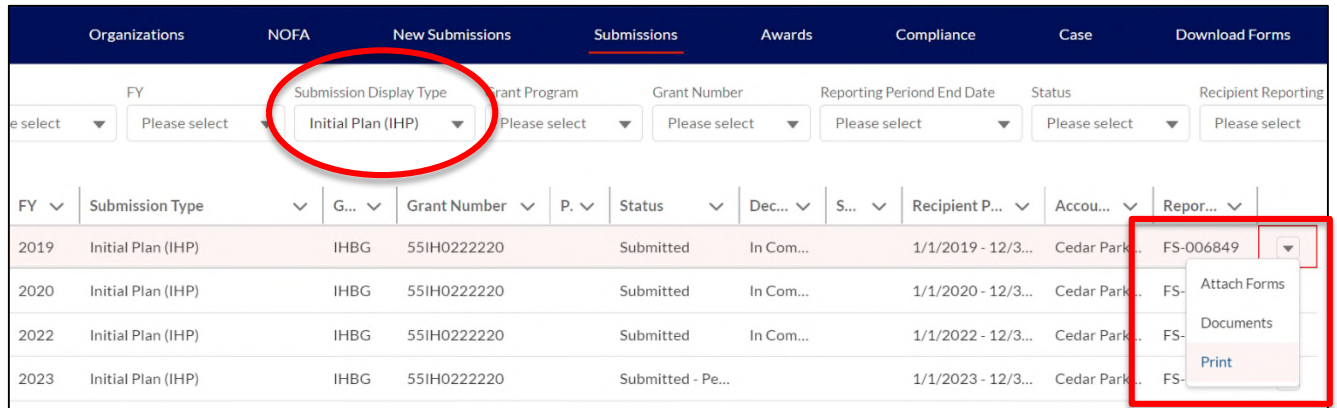 Organizations NOFA New Submissions Submissions Awards Compliance Case Download Forms
FY Submission Display Type Grant Program Grant Number Reporting Periond End Date Status Recipient Reporting
e select Please select Initial Plan (IHP) Please select Please select Please select Please select Please select
FY Submission Type G... Grant Number P. Status Dec... S... Recipient P... Accou... Repor...
2019 Initial Plan (IHP) IHBG 55IH0222220 Submitted In Com... 1/1/2019 - 12/3... Cedar Park... FS-006849
Attach Forms
2020 Initial Plan (IHP) IHBG 55IH0222220 Submitted In Com... 1/1/2020 - 12/3... Cedar Park... FS-
Documents
2022 Initial Plan (IHP) IHBG 55IH0222220 Submitted In Com... 1/1/2022 - 12/3... Cedar Park... FS-
Print
2023 Initial Plan (IHP) IHBG 55IH0222220 Submitted - Pe... 1/1/2023 - 12/3... Cedar Park... FS-